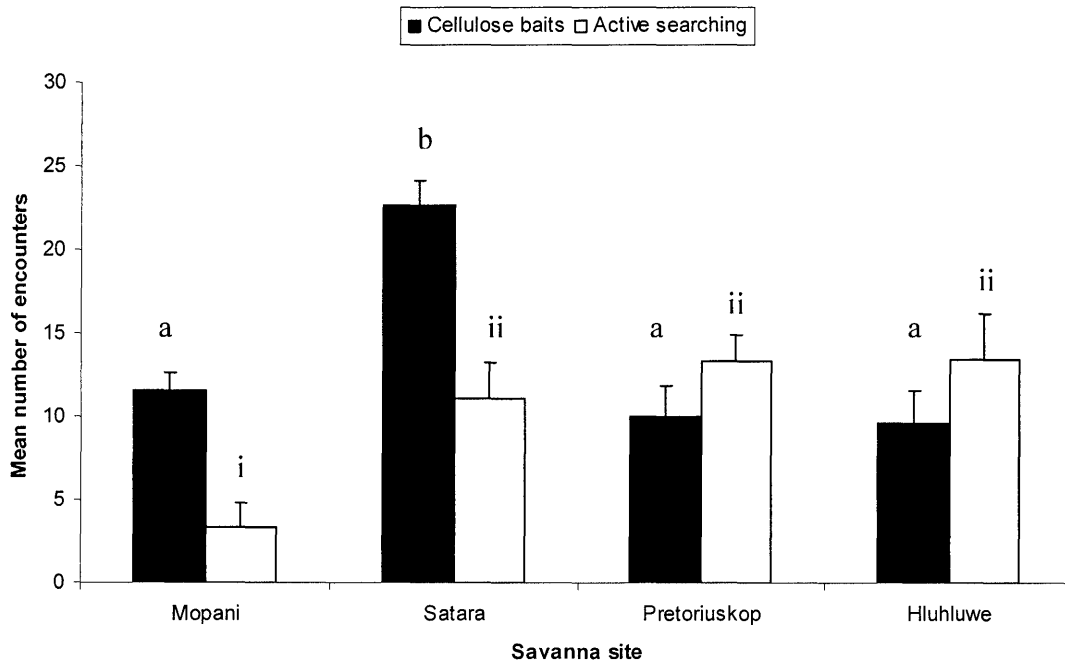 Cellulose baits Active searching
30
25
20
15
10
5
0
Mean number of encounters
a
i
b
ii
a
ii
a
ii
Mopani Satara Pretoriuskop Hluhluwe
Savanna site